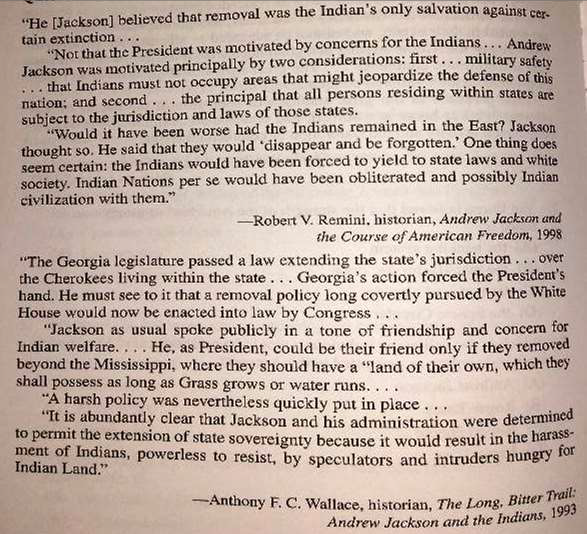 "He [Jackson] believed that removal was the Indian's only salvation against cer-
tain extinction . . .
"Not that the President was motivated by concerns for the Indians . . . Andrew
Jackson was motivated principally by two considerations: first . . . military safety
. . . that Indians must not occupy areas that might jeopardize the defense of this
nation; and second . . . the principal that all persons residing within states are
subject to the jurisdiction and laws of those states.
"Would it have been worse had the Indians remained in the East? Jackson
thought so. He said that they would 'disappear and be forgotten.' One thing does
seem certain: the Indians would have been forced to yield to state laws and white
society. Indian Nations per se would have been obliterated and possibly Indian
civilization with them."
—Robert V. Remini, historian, Andrew Jackson and
the Course of American Freedom, 1998
"The Georgia legislature passed a law extending the state's jurisdiction . . . over
the Cherokees living within the state . . . Georgia's action forced the President's
hand. He must see to it that a removal policy long covertly pursued by the White
House would now be enacted into law by Congress . . .
"Jackson as usual spoke publicly in a tone of friendship and concern for
Indian welfare. . . . He, as President, could be their friend only if they removed
beyond the Mississippi, where they should have a "land of their own, which they
shall possess as long as Grass grows or water runs. . . .
"A harsh policy was nevertheless quickly put in place . . .
"It is abundantly clear that Jackson and his administration were determined
to permit the extension of state sovereignty because it would result in the harass-
ment of Indians, powerless to resist, by speculators and intruders hungry for
Indian Land."
—Anthony F. C. Wallace, historian, The Long, Bitter Trail:
Andrew Jackson and the Indians, 1993